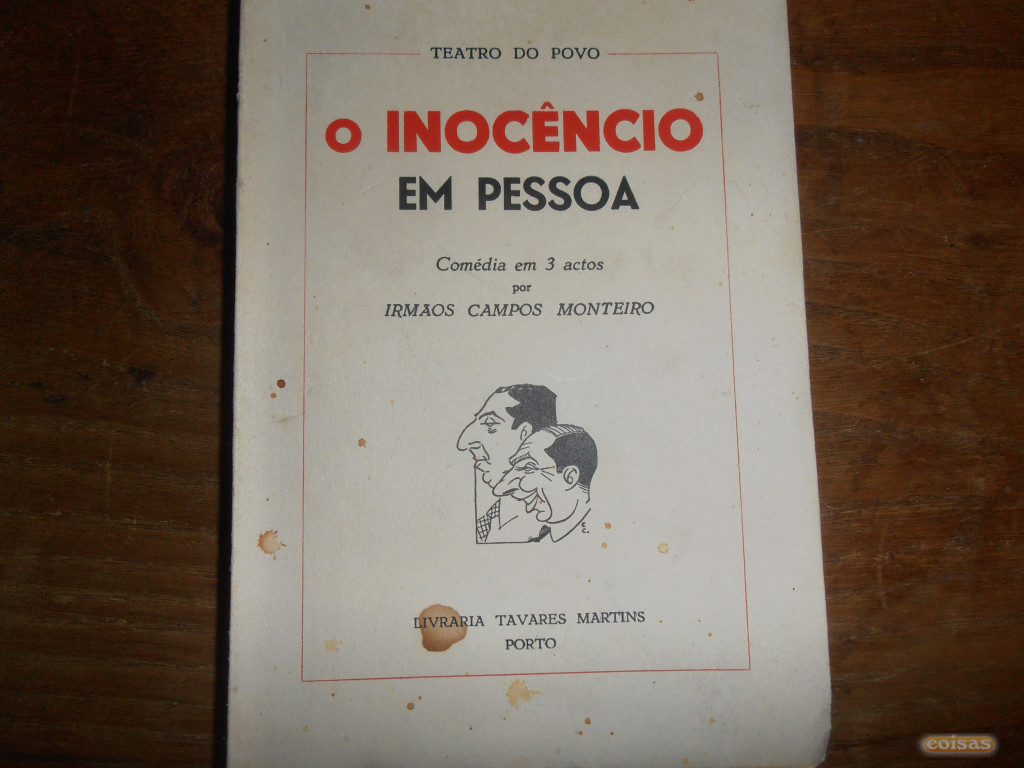 TEATRO DO POVO
O INOCÊNCIO
EM PESSOA
Comédia em 3 actos
por
IRMAOS CAMPOS MONTEIRO
C.C.
LIVRARIA TAVARES MARTINS
PORTO
coisas